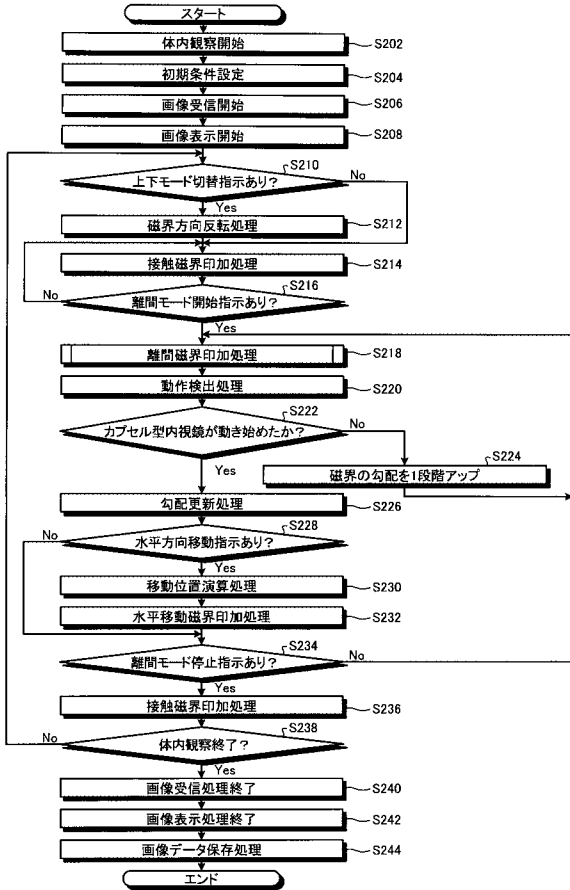 スタート
体内観察開始 S202
初期条件設定 S204
画像受信開始 S206
画像表示開始 S208
S210
上下モード切替指示あり? No
Yes
磁界方向反転処理 S212
接触磁界印加処理 S214
S216
No 離間モード開始指示あり?
Yes
離間磁界印加処理 S218
動作検出処理 S220
S222
カプセル型内視鏡が動き始めたか? No
S224
Yes
磁界の勾配を1段階アップ
勾配更新処理 S226
S228
No 水平方向移動指示あり?
Yes
移動位置演算処理 S230
水平移動磁界印加処理 S232
S234
離間モード停止指示あり? No
Yes
接触磁界印加処理 S236
S238
No 体内観察終了?
Yes
画像受信処理終了 S240
画像表示処理終了 S242
画像データ保存処理 S244
エンド